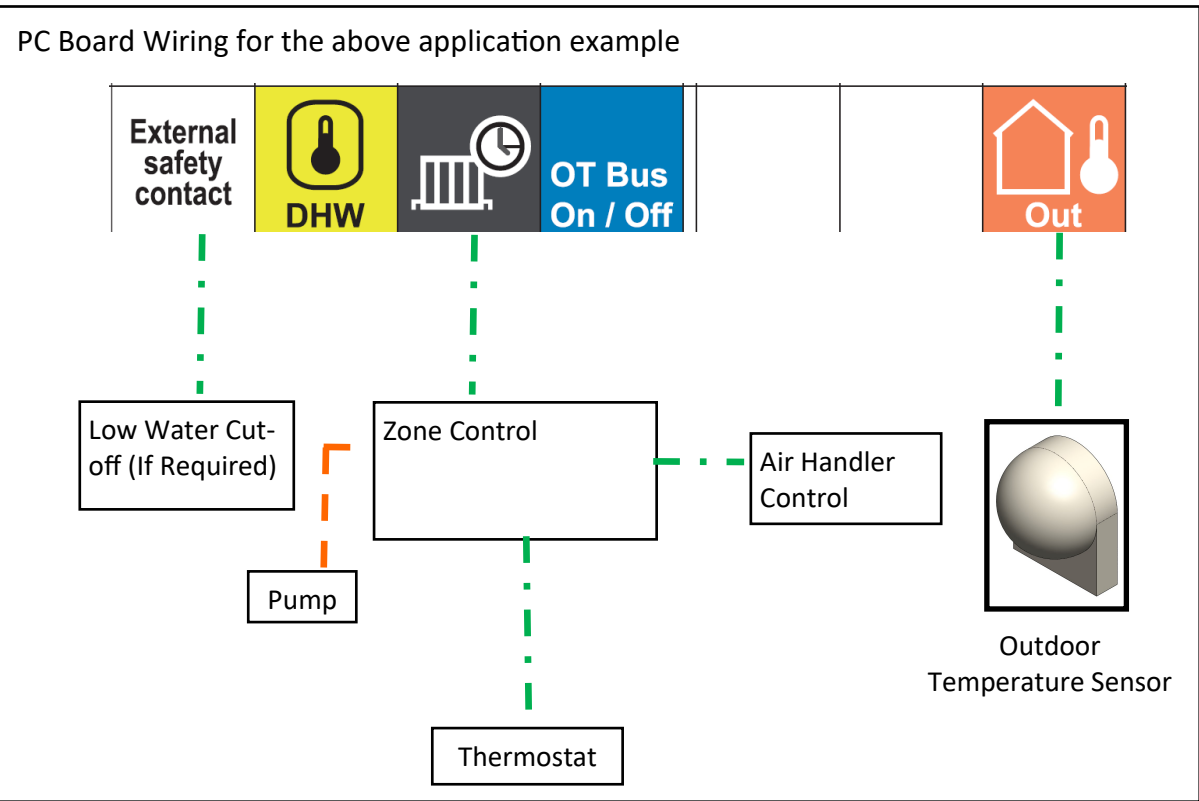 PC Board Wiring for the above application example
External
safety
contact
DHW
OT Bus
On / Off
Out
Low Water Cut-
off (If Required)
Zone Control
Air Handler
Control
Pump
Outdoor
Temperature Sensor
Thermostat